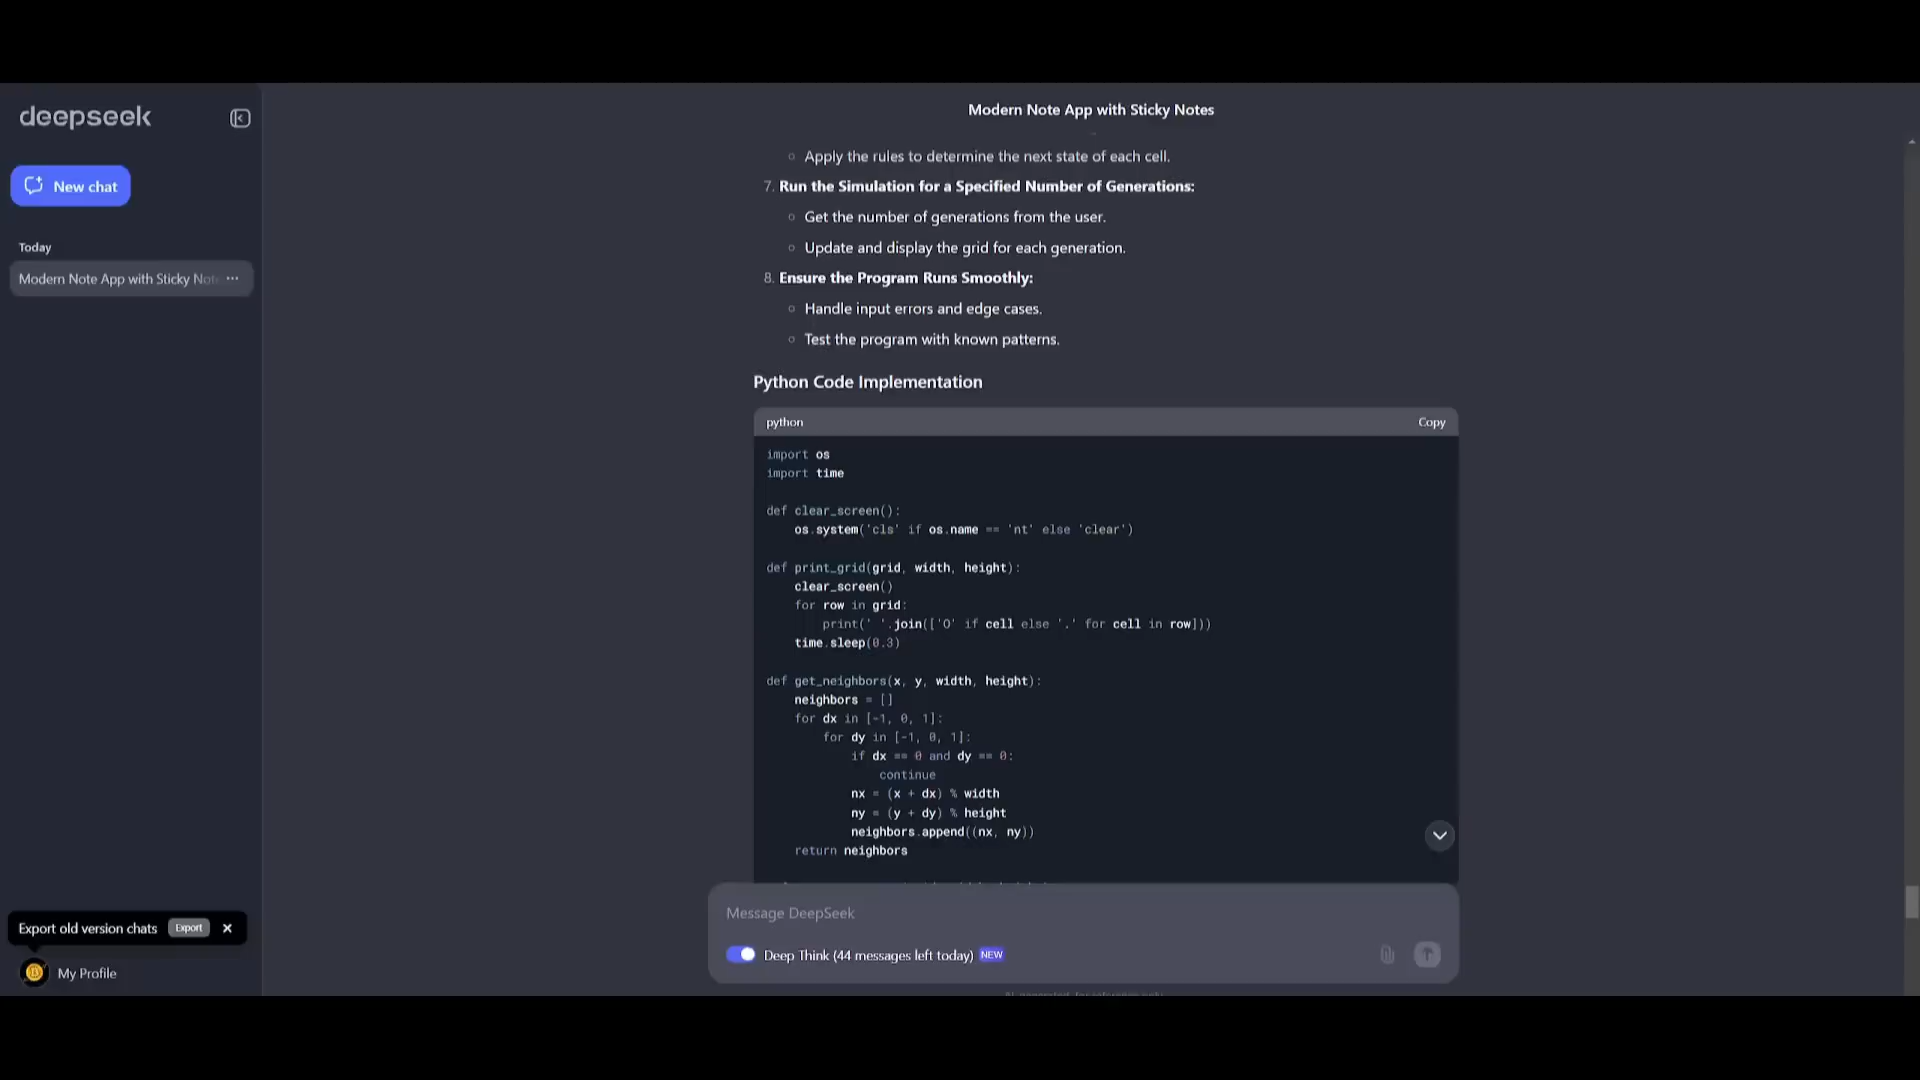 deepseek
New chat
Today
Modern Note App with Sticky Not
Export old version chats Export
My Profile
Modern Note App with Sticky Notes
Apply the rules to determine the next state of each cell.
7. Run the Simulation for a Specified Number of Generations:
Get the number of generations from the user.
Update and display the grid for each generation.
8. Ensure the Program Runs Smoothly:
Handle input errors and edge cases.
Test the program with known patterns.
Python Code Implementation
python Copy
import os
import time
def clear_screen():
os.system('cls' if os.name == 'nt' else 'clear')
def print_grid(grid, width, height):
clear_screen()
for row in grid:
print(' '.join(['O' if cell else '.' for cell in row]))
time.sleep(0.3)
def get_neighbors(x, y, width, height):
neighbors = []
for dx in [-1, 0, 1]:
for dy in [-1, 0, 1]:
if dx == 0 and dy == 0:
continue
nx = (x + dx) % width
ny = (y + dy) % height
neighbors.append((nx, ny))
return neighbors
Message DeepSeek
Deep Think (44 messages left today) NEW